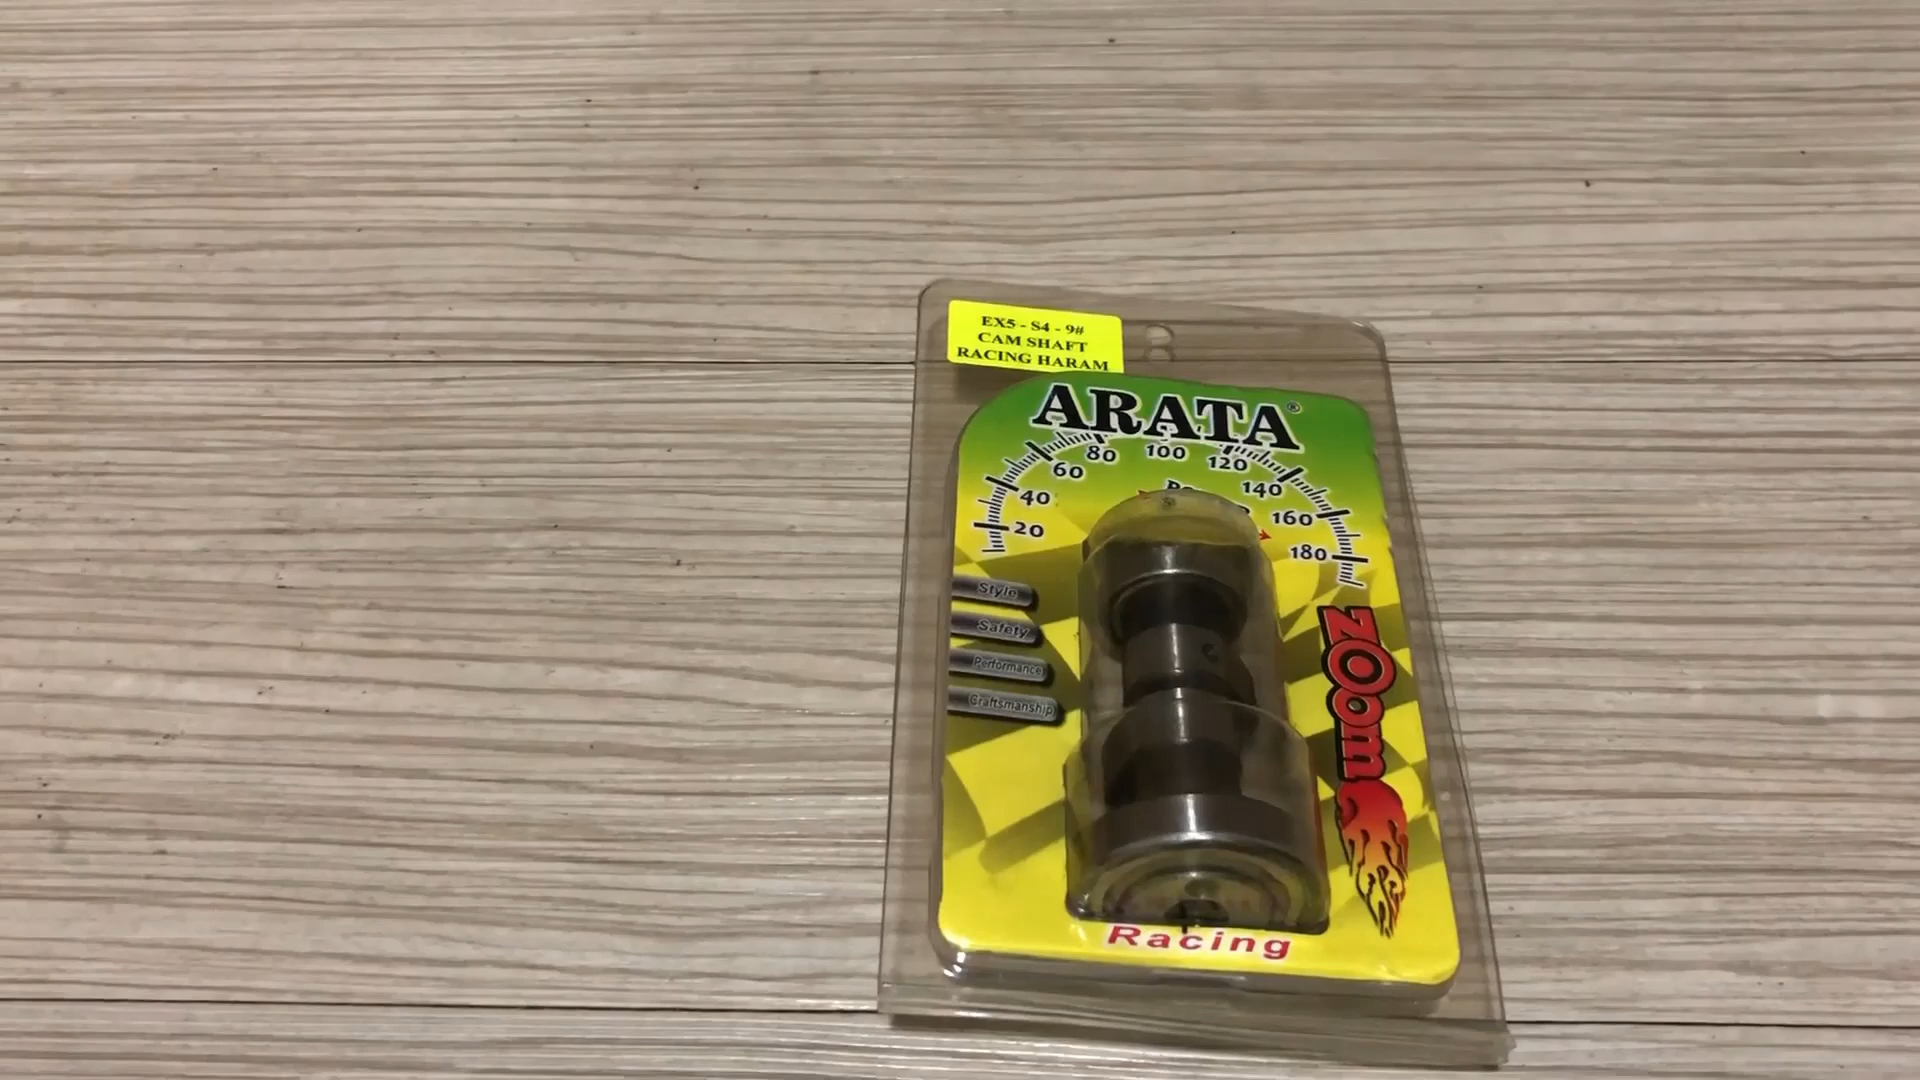 EX5 - S4 - 9#
CAM SHAFT
RACING HARAM
ARATA®
20
40
60
80
100
120
140
160
180
Style
Safety
Performance
Craftsmanship
ZOOM
Racing